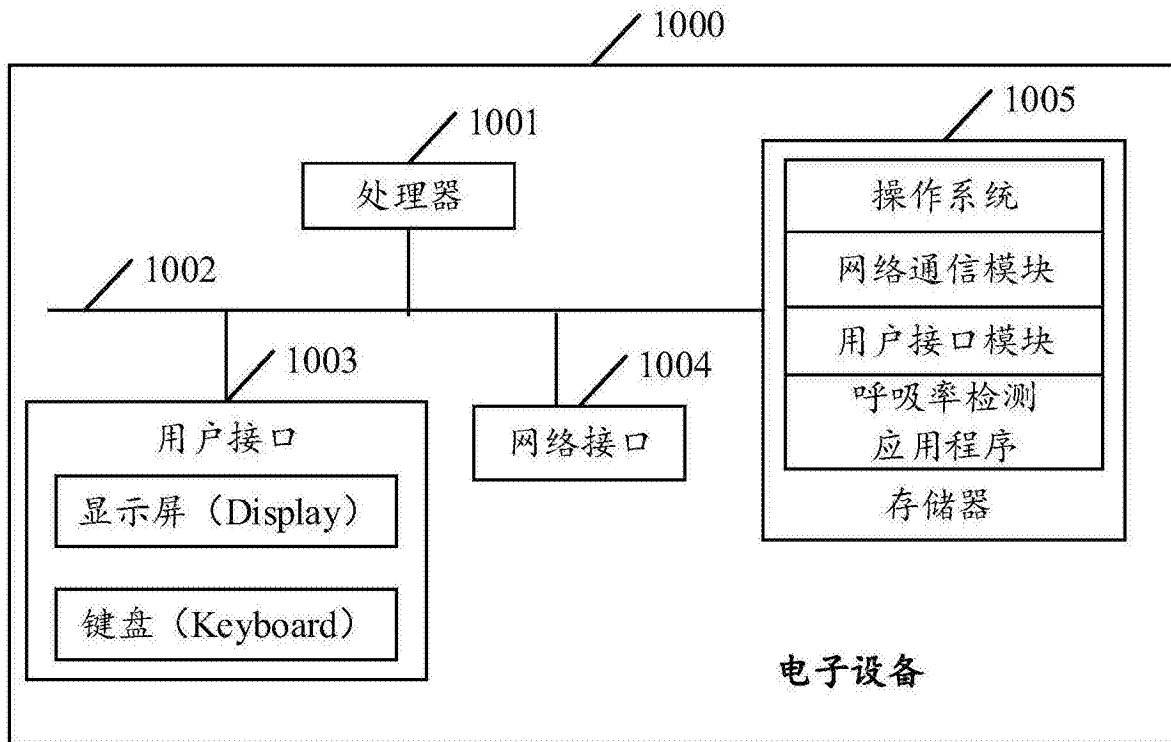 1000
1001
1005
处理器
操作系统
网络通信模块
用户接口模块
呼吸率检测
应用程序
存储器
1002
1003
1004
用户接口
显示屏（Display）
键盘（Keyboard）
网络接口
电子设备